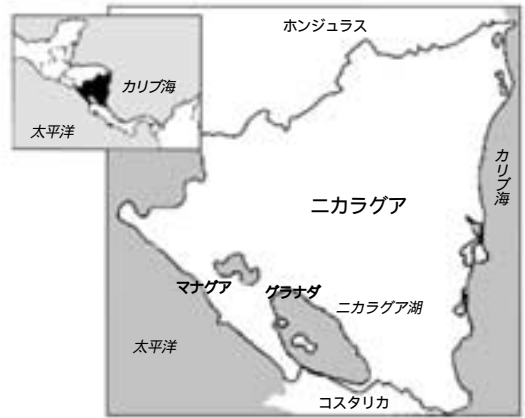 ホンジュラス
カリブ海
太平洋
カリブ海
ニカラグア
マナグア
グラナダ
ニカラグア湖
太平洋
コスタリカ